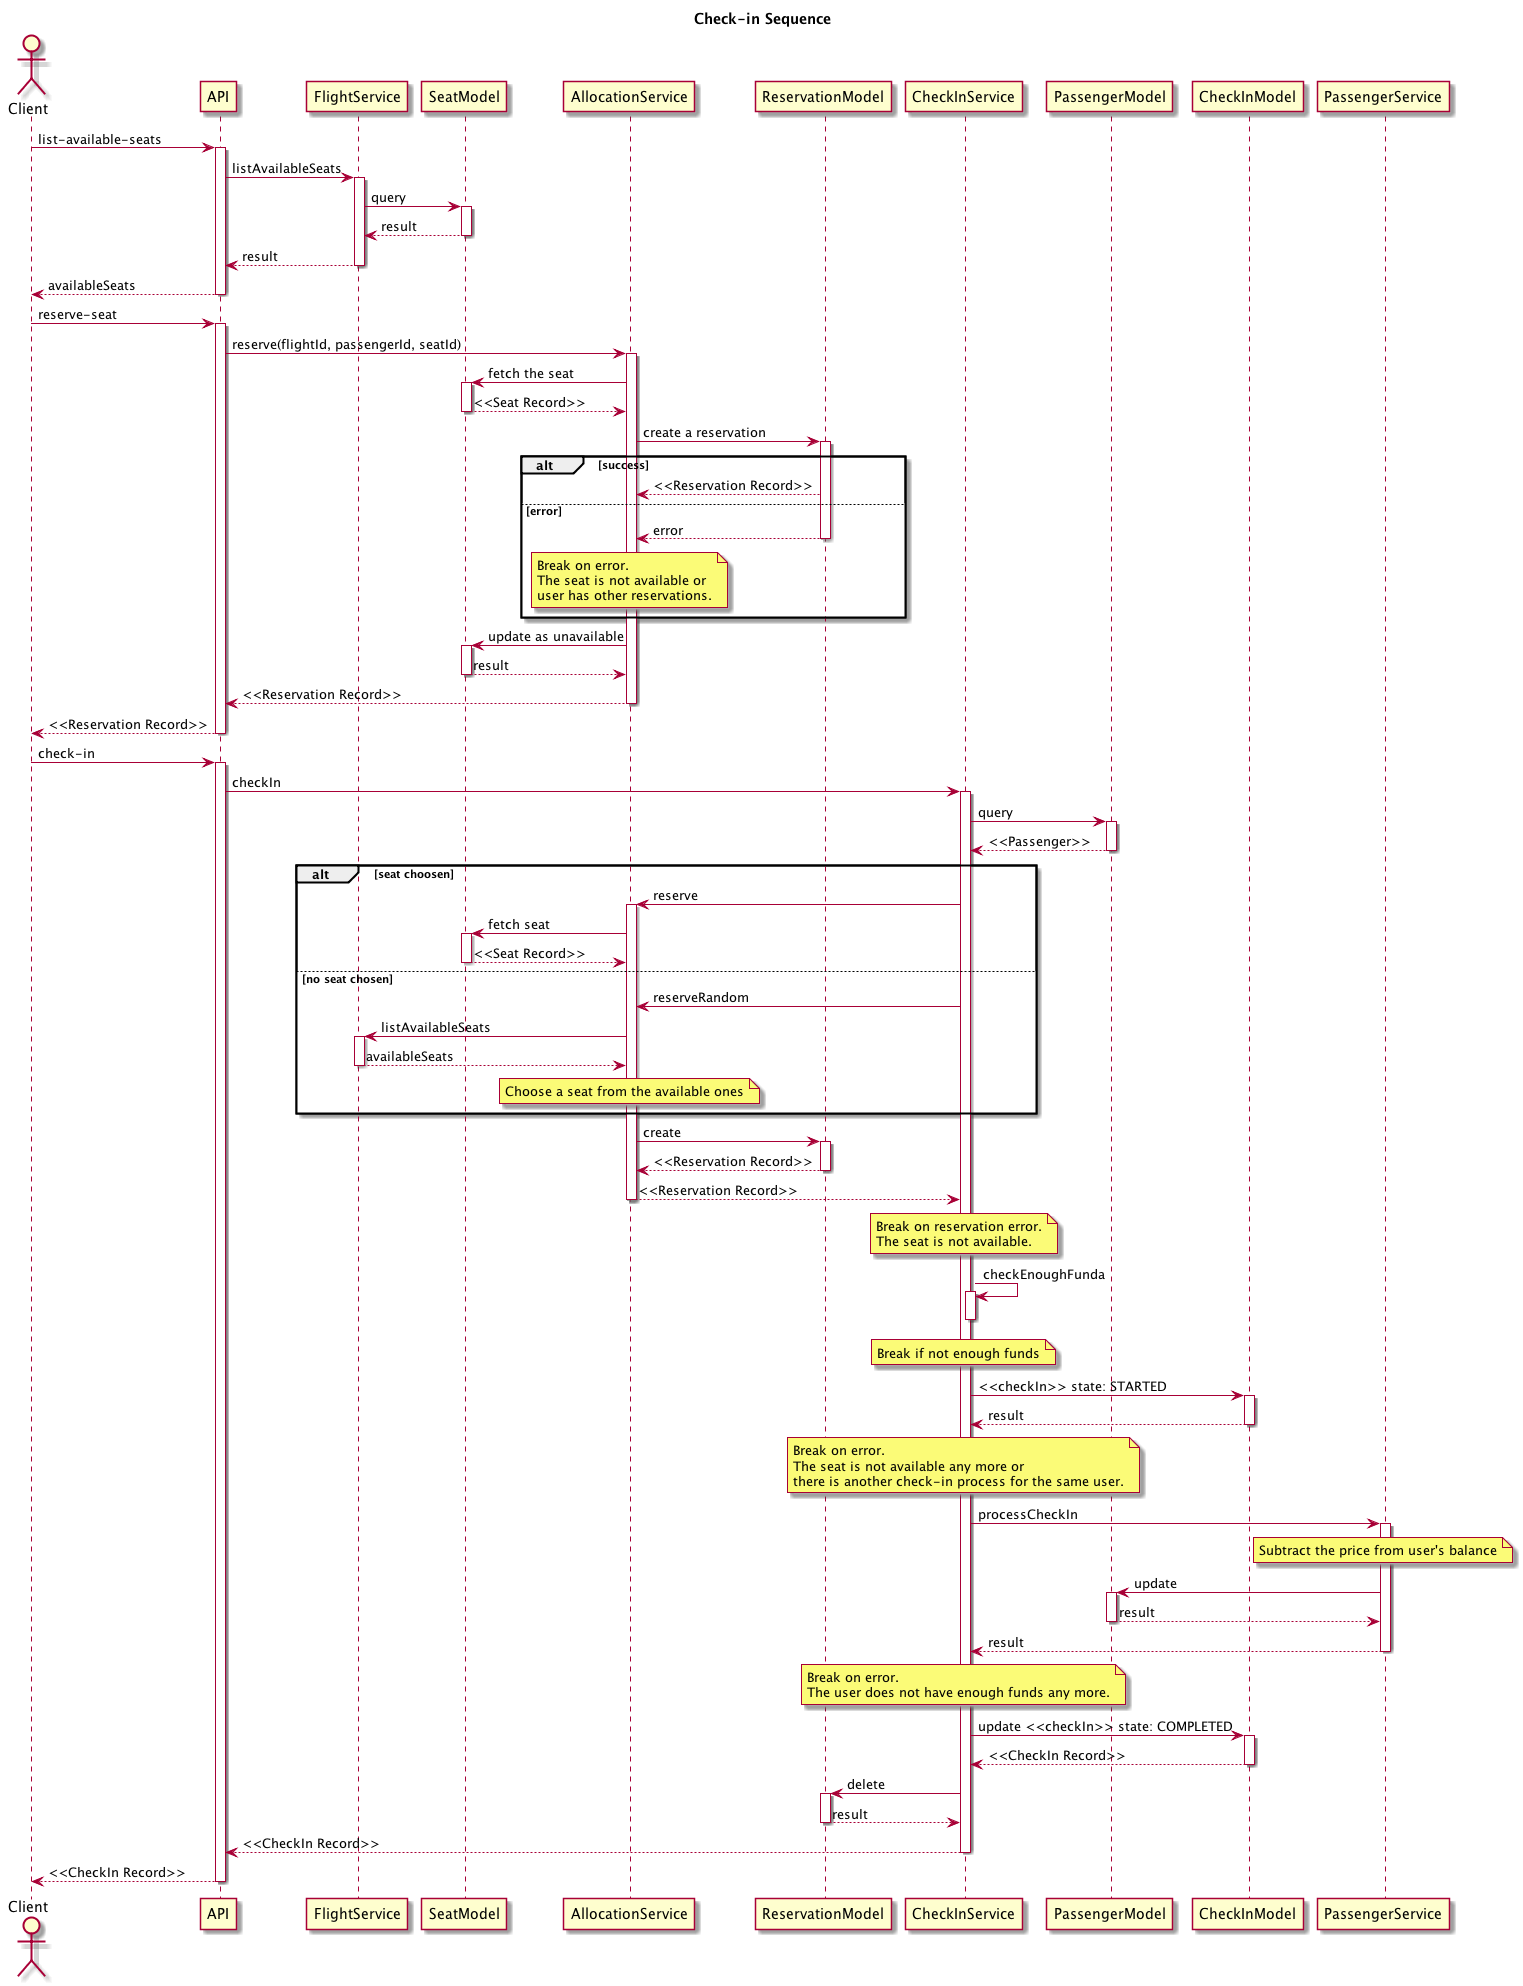 Check-in Sequence
Client
API
FlightService
SeatModel
AllocationService
ReservationModel
CheckInService
PassengerModel
CheckInModel
PassengerService
list-available-seats
listAvailableSeats
query
result
result
availableSeats
reserve-seat
reserve(flightId, passengerId, seatId)
fetch the seat
<<Seat Record>>
create a reservation
alt [success]
<<Reservation Record>>
[error]
error
Break on error.
The seat is not available or
user has other reservations.
update as unavailable
result
<<Reservation Record>>
<<Reservation Record>>
check-in
checkIn
query
<<Passenger>>
alt [seat choosen]
reserve
fetch seat
<<Seat Record>>
[no seat chosen]
reserveRandom
listAvailableSeats
availableSeats
Choose a seat from the available ones
create
<<Reservation Record>>
<<Reservation Record>>
Break on reservation error.
The seat is not available.
checkEnoughFunda
Break if not enough funds
<<checkIn>> state: STARTED
result
Break on error.
The seat is not available any more or
there is another check-in process for the same user.
processCheckIn
Subtract the price from user's balance
update
result
result
Break on error.
The user does not have enough funds any more.
update <<checkIn>> state: COMPLETED
<<CheckIn Record>>
delete
result
<<CheckIn Record>>
<<CheckIn Record>>
Client
API
FlightService
SeatModel
AllocationService
ReservationModel
CheckInService
PassengerModel
CheckInModel
PassengerService